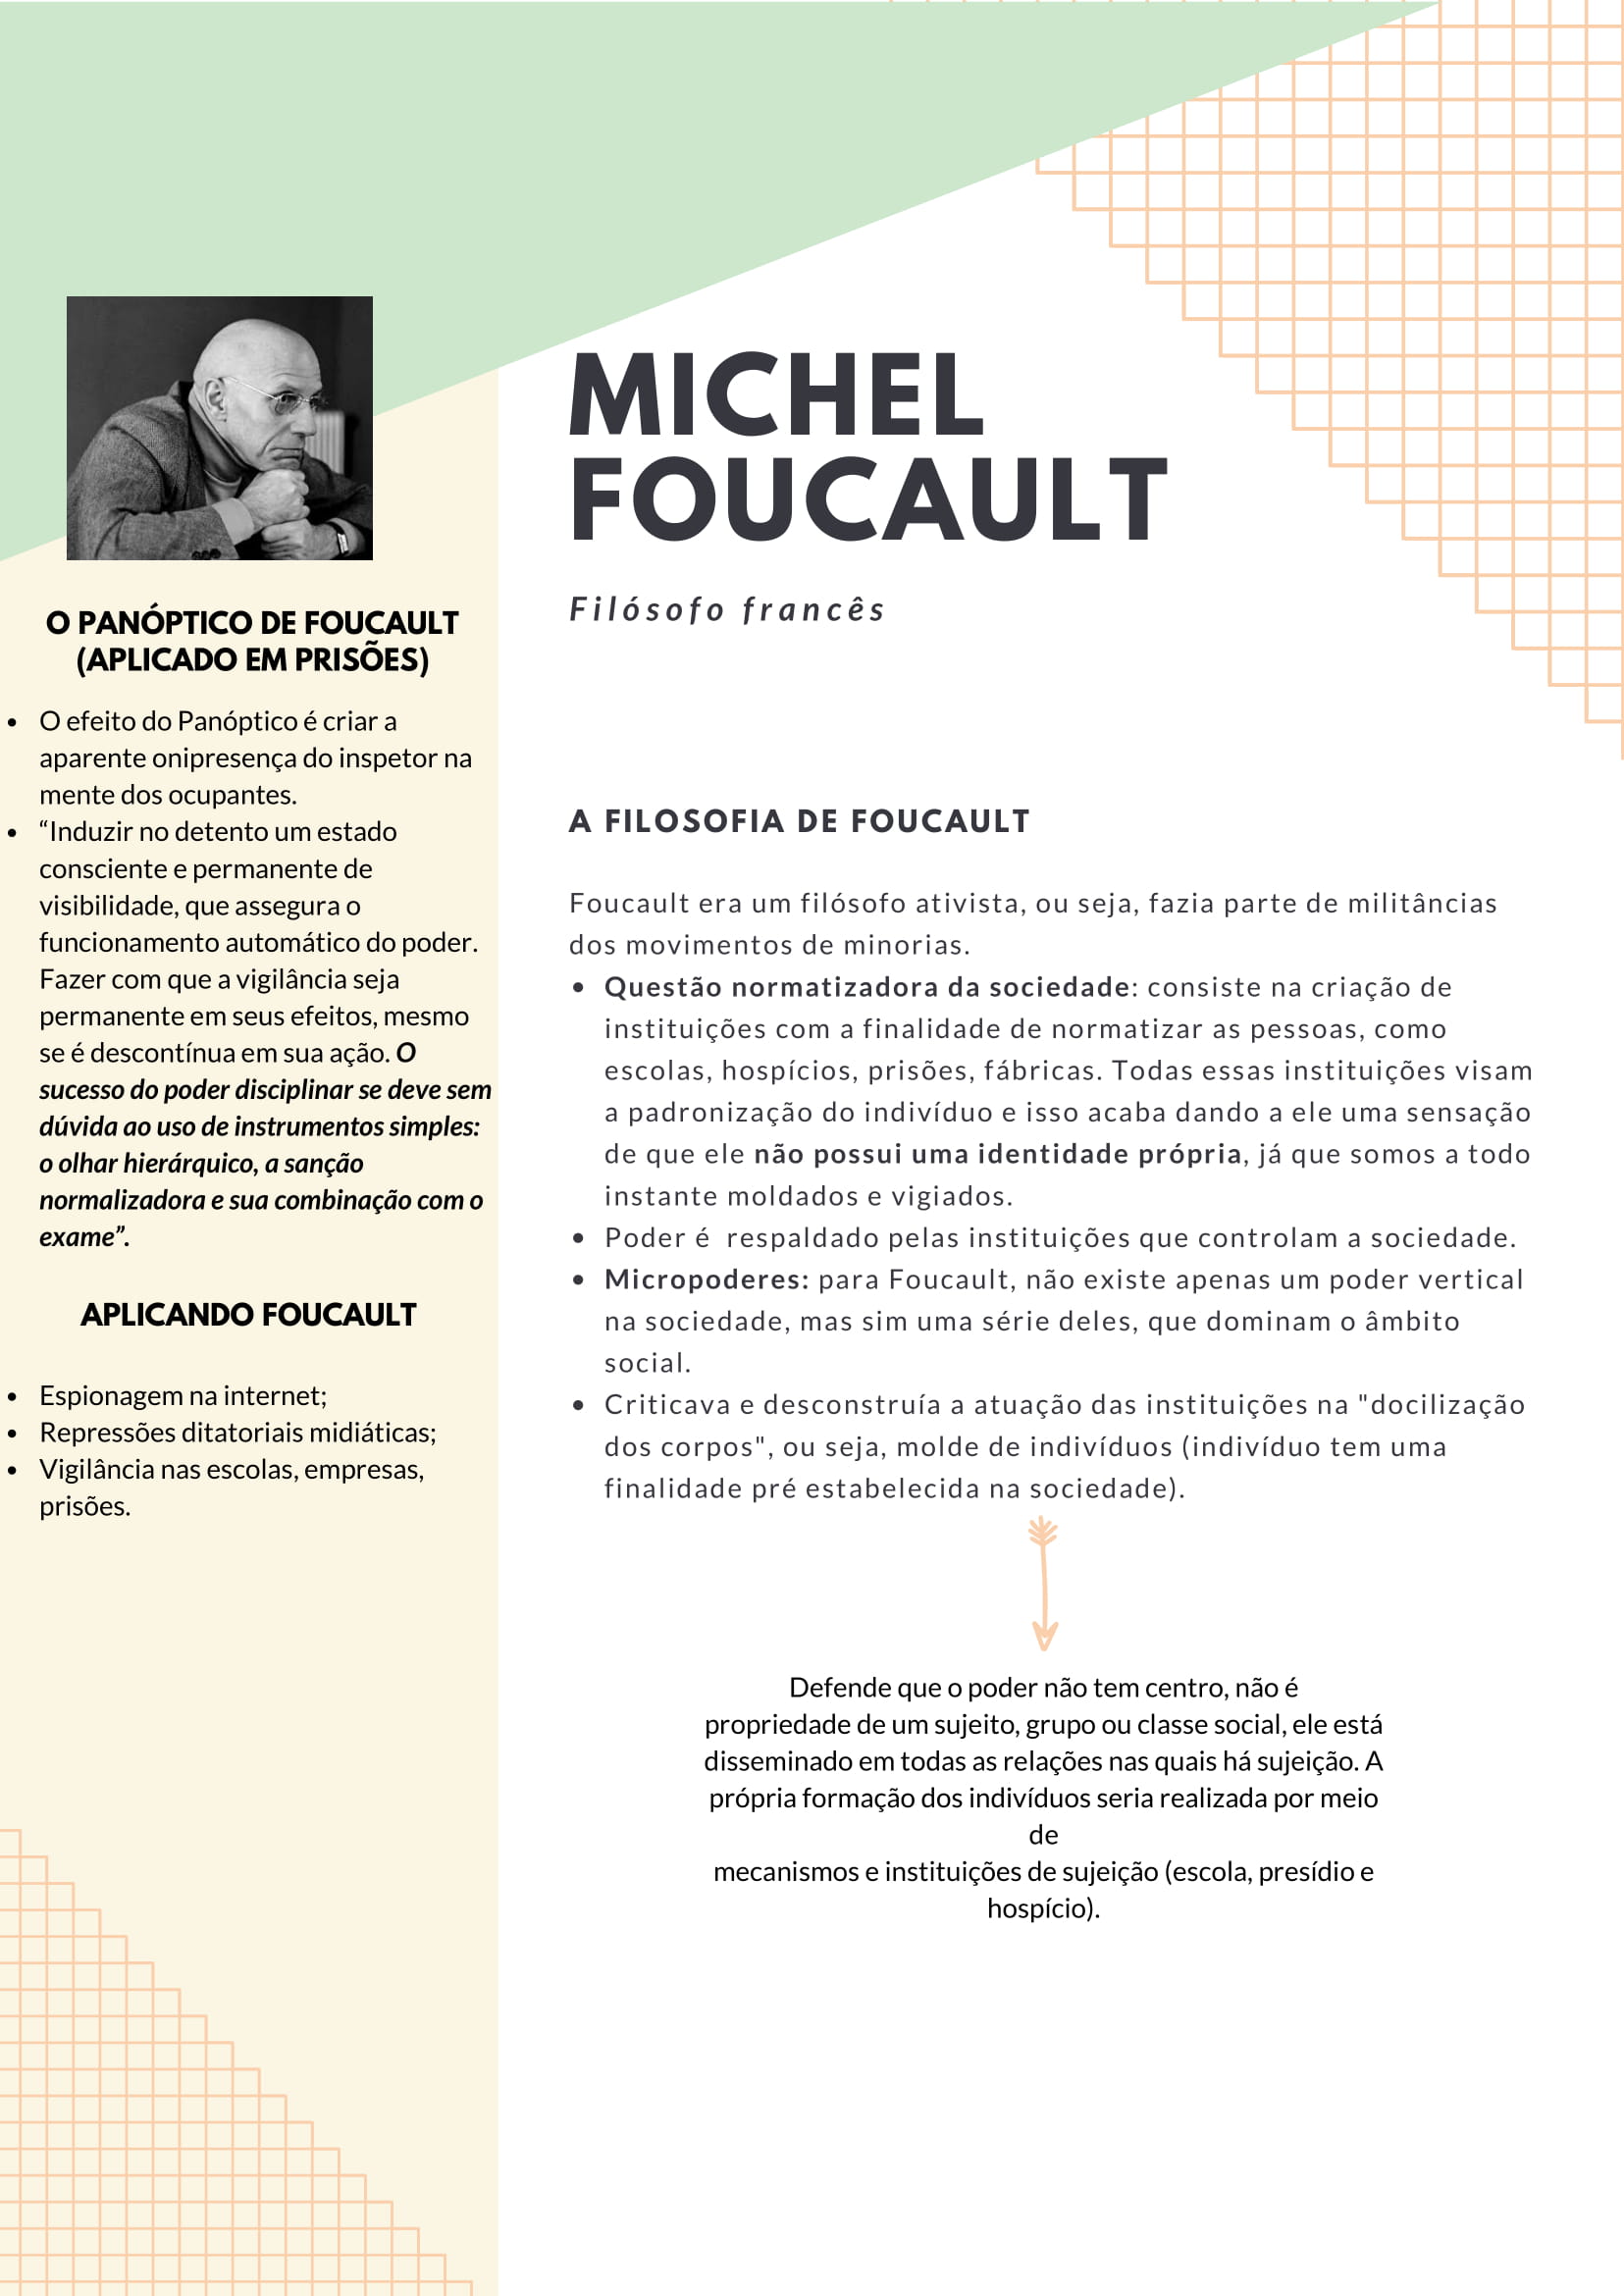 MICHEL
FOUCAULT
Filósofo francês
O PANÓPTICO DE FOUCAULT
(APLICADO EM PRISÕES)
• O efeito do Panóptico é criar a
aparente onipresença do inspetor na
mente dos ocupantes.
• “Induzir no detento um estado
consciente e permanente de
visibilidade, que assegura o
funcionamento automático do poder.
Fazer com que a vigilância seja
permanente em seus efeitos, mesmo
se é descontínua em sua ação. O
sucesso do poder disciplinar se deve sem
dúvida ao uso de instrumentos simples:
o olhar hierárquico, a sanção
normalizadora e sua combinação com o
exame”.
APLICANDO FOUCAULT
• Espionagem na internet;
• Repressões ditatoriais midiáticas;
• Vigilância nas escolas, empresas,
prisões.
A FILOSOFIA DE FOUCAULT
Foucault era um filósofo ativista, ou seja, fazia parte de militâncias
dos movimentos de minorias.
• Questão normatizadora da sociedade: consiste na criação de
instituições com a finalidade de normatizar as pessoas, como
escolas, hospícios, prisões, fábricas. Todas essas instituições visam
a padronização do indivíduo e isso acaba dando a ele uma sensação
de que ele não possui uma identidade própria, já que somos a todo
instante moldados e vigiados.
• Poder é  respaldado pelas instituições que controlam a sociedade.
• Micropoderes: para Foucault, não existe apenas um poder vertical
na sociedade, mas sim uma série deles, que dominam o âmbito
social.
• Criticava e desconstruía a atuação das instituições na "docilização
dos corpos", ou seja, molde de indivíduos (indivíduo tem uma
finalidade pré estabelecida na sociedade).
Defende que o poder não tem centro, não é
propriedade de um sujeito, grupo ou classe social, ele está
disseminado em todas as relações nas quais há sujeição. A
própria formação dos indivíduos seria realizada por meio
de
mecanismos e instituições de sujeição (escola, presídio e
hospício).